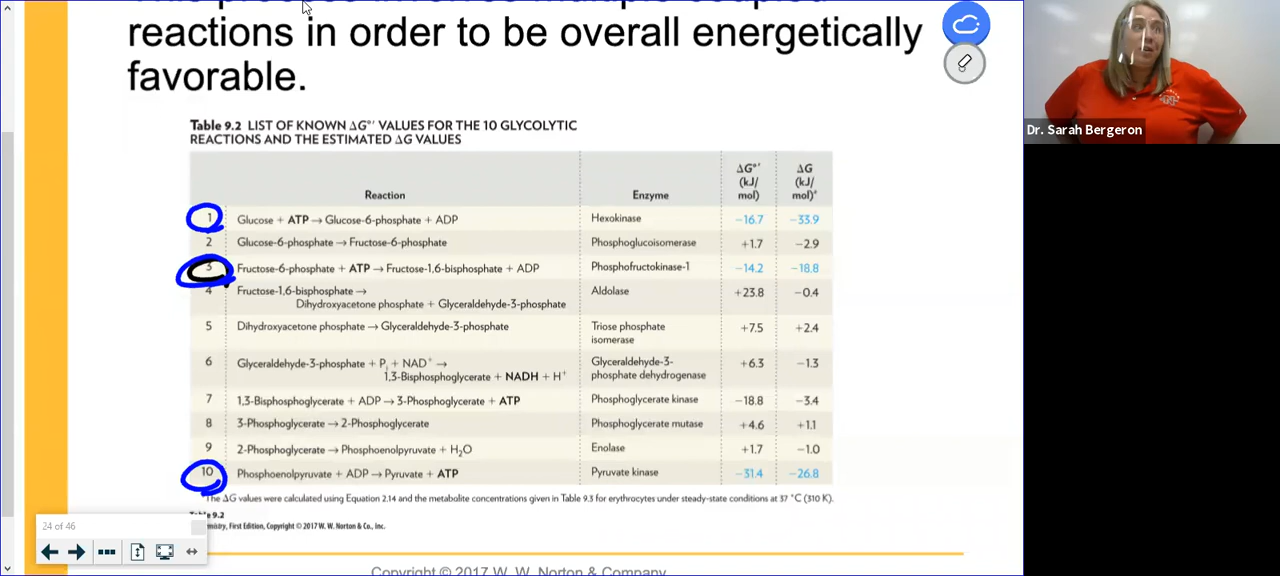 reactions in order to be overall energetically
favorable.
Table 9.2 LIST OF KNOWN ΔG°' VALUES FOR THE 10 GLYCOLYTIC
REACTIONS AND THE ESTIMATED ΔG VALUES
Reaction Enzyme ΔG°' (kJ/mol) ΔG (kJ/mol)*
1 Glucose + ATP → Glucose-6-phosphate + ADP Hexokinase −16.7 −33.9
2 Glucose-6-phosphate → Fructose-6-phosphate Phosphoglucoisomerase +1.7 −2.9
3 Fructose-6-phosphate + ATP → Fructose-1,6-bisphosphate + ADP Phosphofructokinase-1 −14.2 −18.8
4 Fructose-1,6-bisphosphate → Aldolase +23.8 −0.4
Dihydroxyacetone phosphate + Glyceraldehyde-3-phosphate
5 Dihydroxyacetone phosphate → Glyceraldehyde-3-phosphate Triose phosphate +7.5 +2.4
isomerase
6 Glyceraldehyde-3-phosphate + Pi + NAD+ → Glyceraldehyde-3- +6.3 −1.3
1,3-Bisphosphoglycerate + NADH + H+ phosphate dehydrogenase
7 1,3-Bisphosphoglycerate + ADP → 3-Phosphoglycerate + ATP Phosphoglycerate kinase −18.8 −3.4
8 3-Phosphoglycerate → 2-Phosphoglycerate Phosphoglycerate mutase +4.6 +1.1
9 2-Phosphoglycerate → Phosphoenolpyruvate + H2O Enolase +1.7 −1.0
10 Phosphoenolpyruvate + ADP → Pyruvate + ATP Pyruvate kinase −31.4 −26.8
The ΔG values were calculated using Equation 2.14 and the metabolite concentrations given in Table 9.3 for erythrocytes under steady-state conditions at 37 °C (310 K).
9.2
First Edition, Copyright © 2017 W. W. Norton & Co., Inc.
24 of 46
Copyright © 2017 W. W. Norton & Company
Dr. Sarah Bergeron